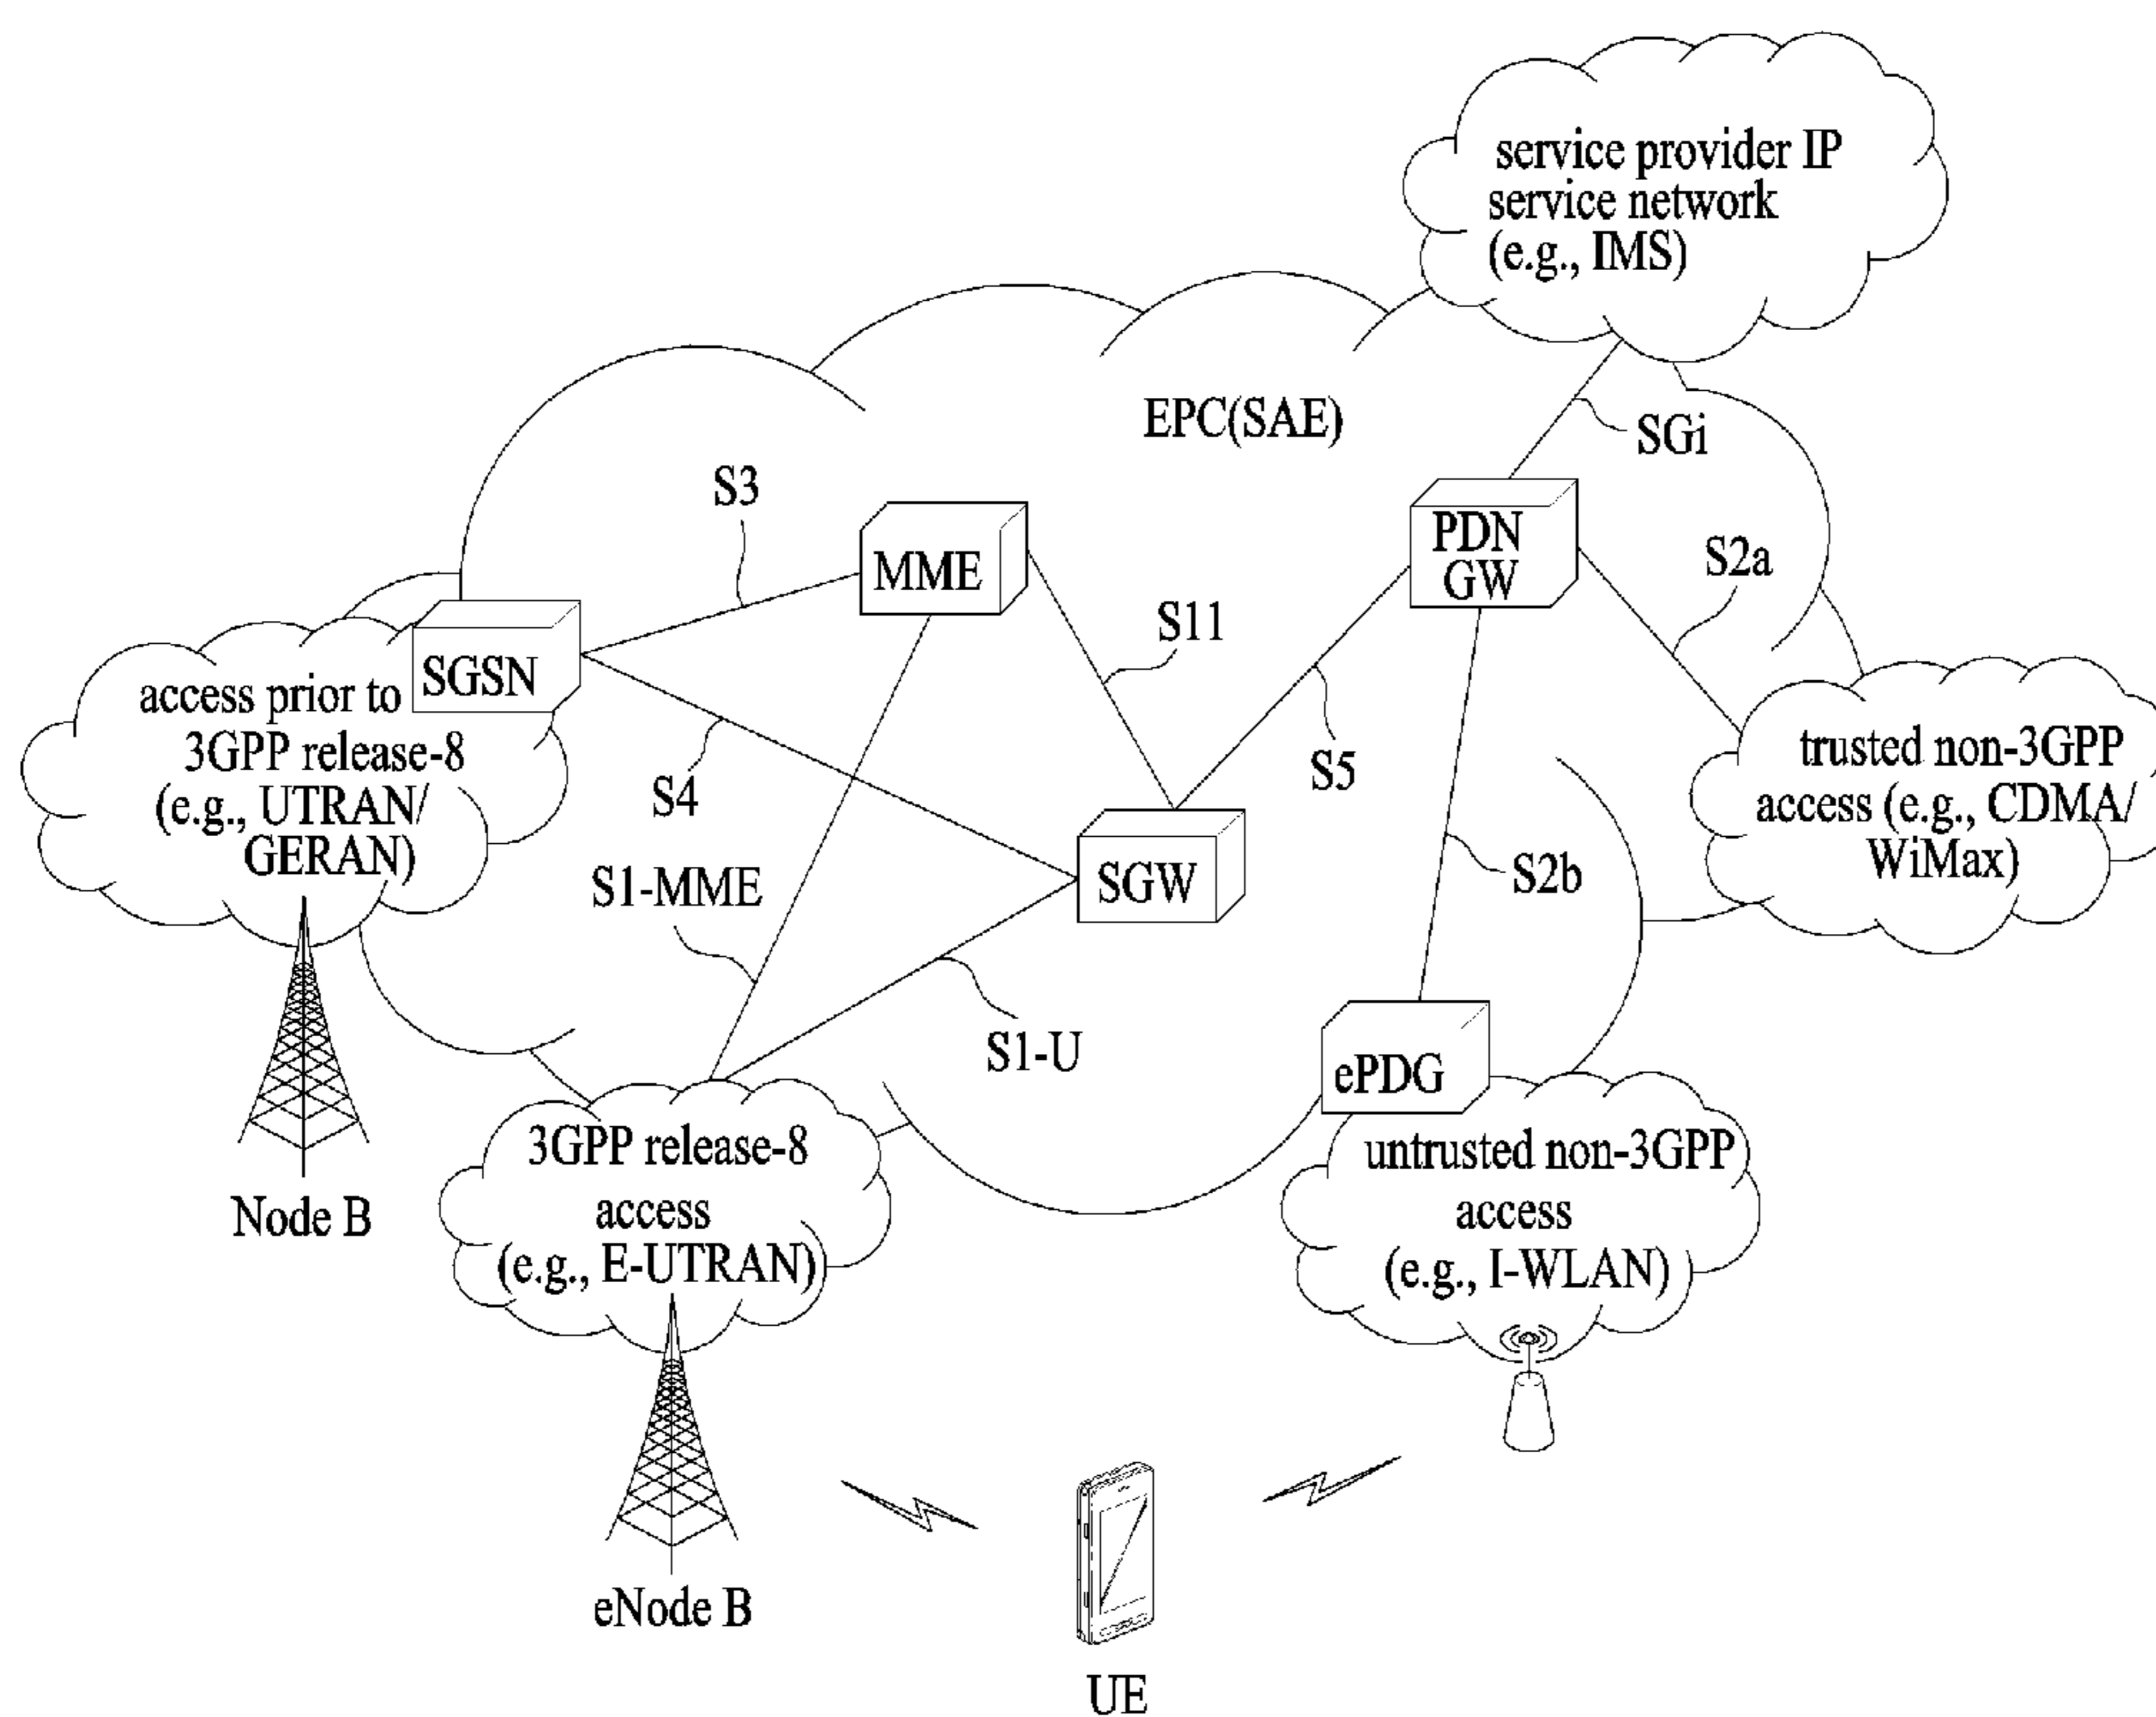 service provider IP
service network
(e.g., IMS)
EPC(SAE)
SGi
S3
MME
PDN
GW
S2a
S11
SGSN
access prior to
3GPP release-8
(e.g., UTRAN/
GERAN)
S4
S5
trusted non-3GPP
access (e.g., CDMA/
WiMax)
S1-MME
SGW
S2b
S1-U
ePDG
Node B
3GPP release-8
access
(e.g., E-UTRAN)
untrusted non-3GPP
access
(e.g., I-WLAN)
eNode B
UE